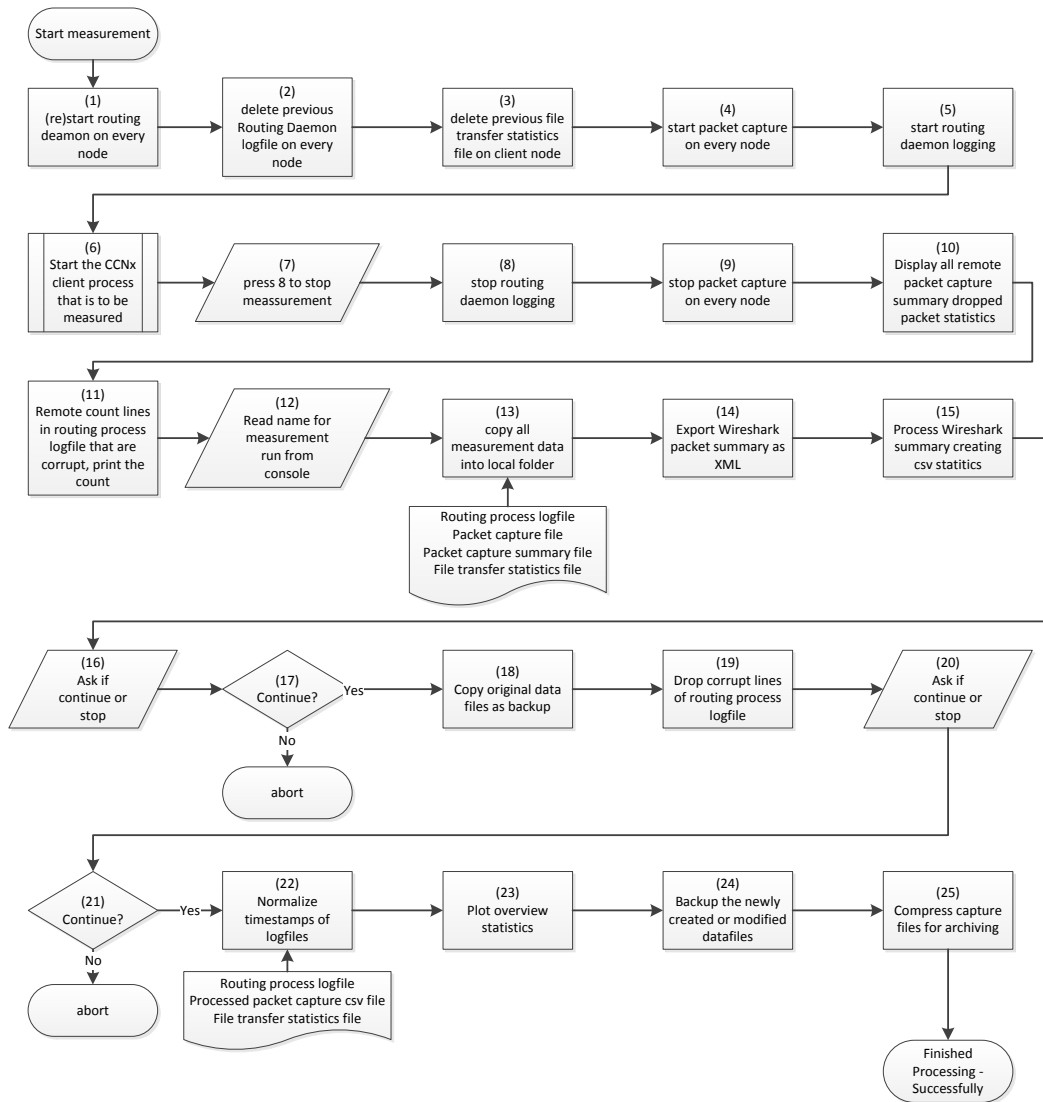 Start measurement
(1)
(re)start routing
deamon on every
node
(2)
delete previous
Routing Daemon
logfile on every
node
(3)
delete previous file
transfer statistics
file on client node
(4)
start packet capture
on every node
(5)
start routing
daemon logging
(6)
Start the CCNx
client process
that is to be
measured
(7)
press 8 to stop
meassurement
(8)
stop routing
daemon logging
(9)
stop packet capture
on every node
(10)
Display all remote
packet capture
summary dropped
packet statistics
(11)
Remote count lines
in routing process
logfile that are
corrupt, print the
count
(12)
Read name for
measurement
run from
console
(13)
copy all
measurement data
into local folder
(14)
Export Wireshark
packet summary as
XML
(15)
Process Wireshark
summary creating
csv statitics
Routing process logfile
Packet capture file
Packet capture summary file
File transfer statistics file
(16)
Ask if
continue or
stop
(17)
Continue?
Yes
No
abort
(18)
Copy original data
files as backup
(19)
Drop corrupt lines
of routing process
logfile
(20)
Ask if
continue or
stop
(21)
Continue?
Yes
No
abort
(22)
Normalize
timestamps of
logfiles
Routing process logfile
Processed packet capture csv file
File transfer statistics file
(23)
Plot overview
statistics
(24)
Backup the newly
created or modified
datafiles
(25)
Compress capture
files for archiving
Finished
Processing -
Successfully